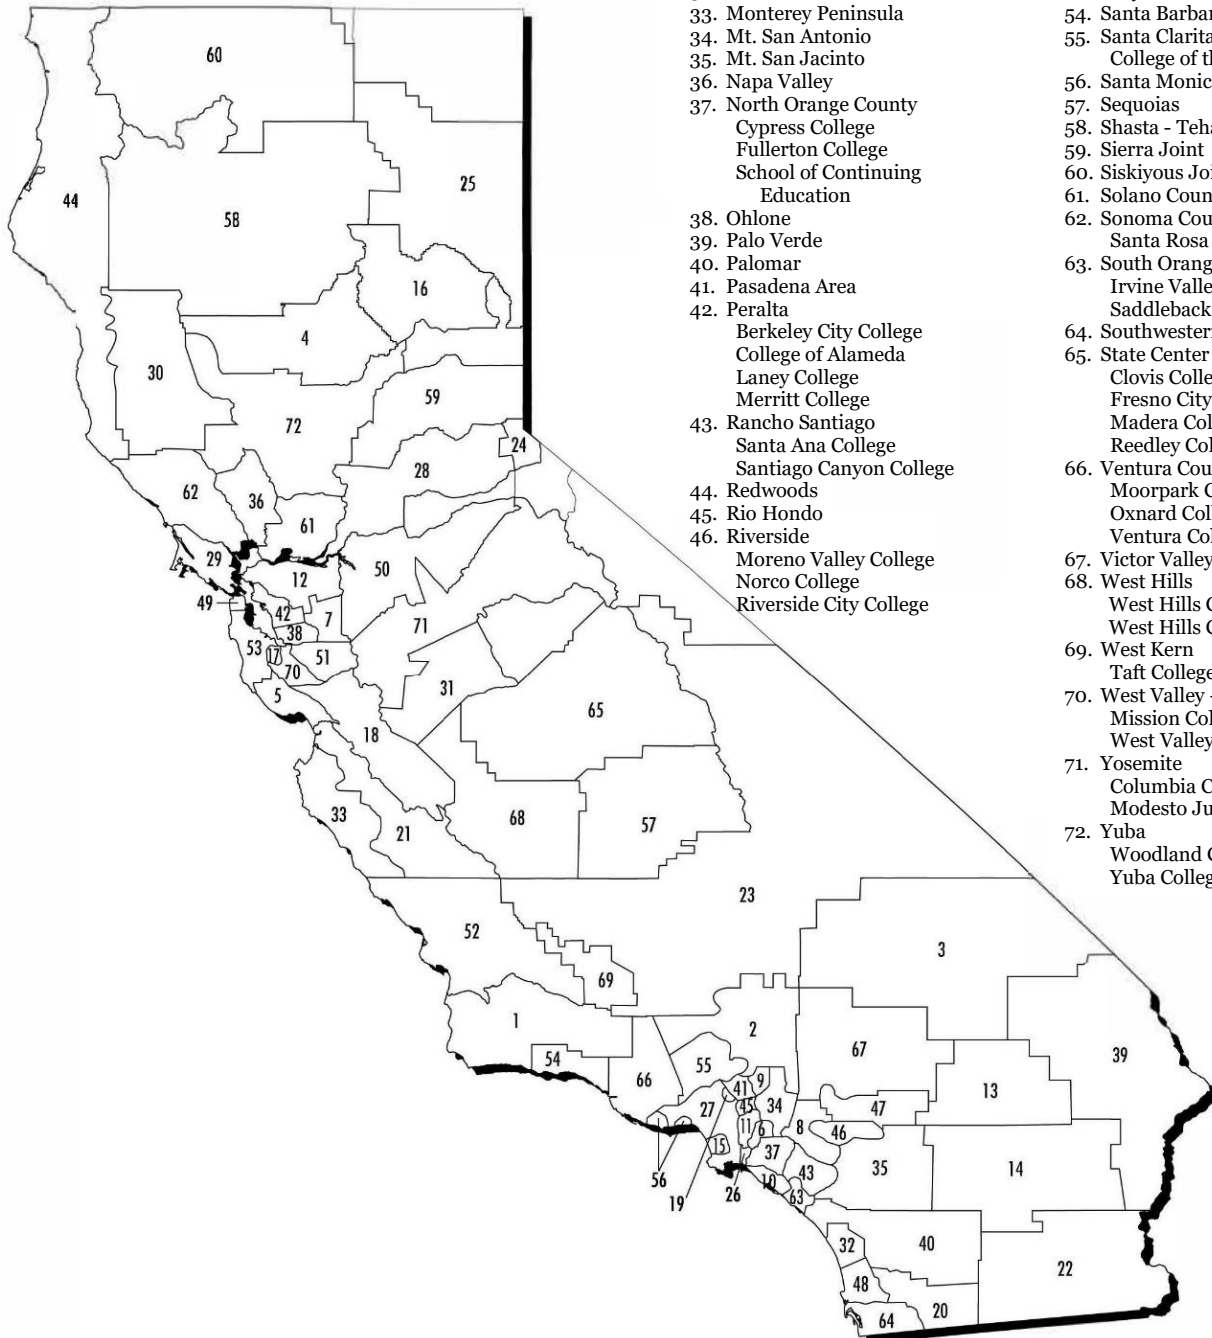 33. Monterey Peninsula
34. Mt. San Antonio
35. Mt. San Jacinto
36. Napa Valley
37. North Orange County
Cypress College
Fullerton College
School of Continuing
Education
38. Ohlone
39. Palo Verde
40. Palomar
41. Pasadena Area
42. Peralta
Berkeley City College
College of Alameda
Laney College
Merritt College
43. Rancho Santiago
Santa Ana College
Santiago Canyon College
44. Redwoods
45. Rio Hondo
46. Riverside
Moreno Valley College
Norco College
Riverside City College
54. Santa Barbar
55. Santa Clarita
College of th
56. Santa Monic
57. Sequoias
58. Shasta - Teha
59. Sierra Joint
60. Siskiyous Joi
61. Solano Coun
62. Sonoma Cou
Santa Rosa
63. South Orang
Irvine Valle
Saddleback
64. Southwester
65. State Center
Clovis Colle
Fresno City
Madera Col
Reedley Col
66. Ventura Cou
Moorpark C
Oxnard Coll
Ventura Col
67. Victor Valley
68. West Hills
West Hills C
West Hills C
69. West Kern
Taft College
70. West Valley -
Mission Col
West Valley
71. Yosemite
Columbia C
Modesto Ju
72. Yuba
Woodland C
Yuba Colleg
60
25
44
58
16
4
30
59
72
24
28
62
36
61
29
50
12
49
42
7
71
38
53
17
51
70
5
31
65
18
33
21
68
57
23
52
3
69
1
2
54
55
67
39
66
41
9
13
27
45
34
47
11
6
8
46
15
37
35
14
56
43
10
19
26
63
32
40
48
22
20
64